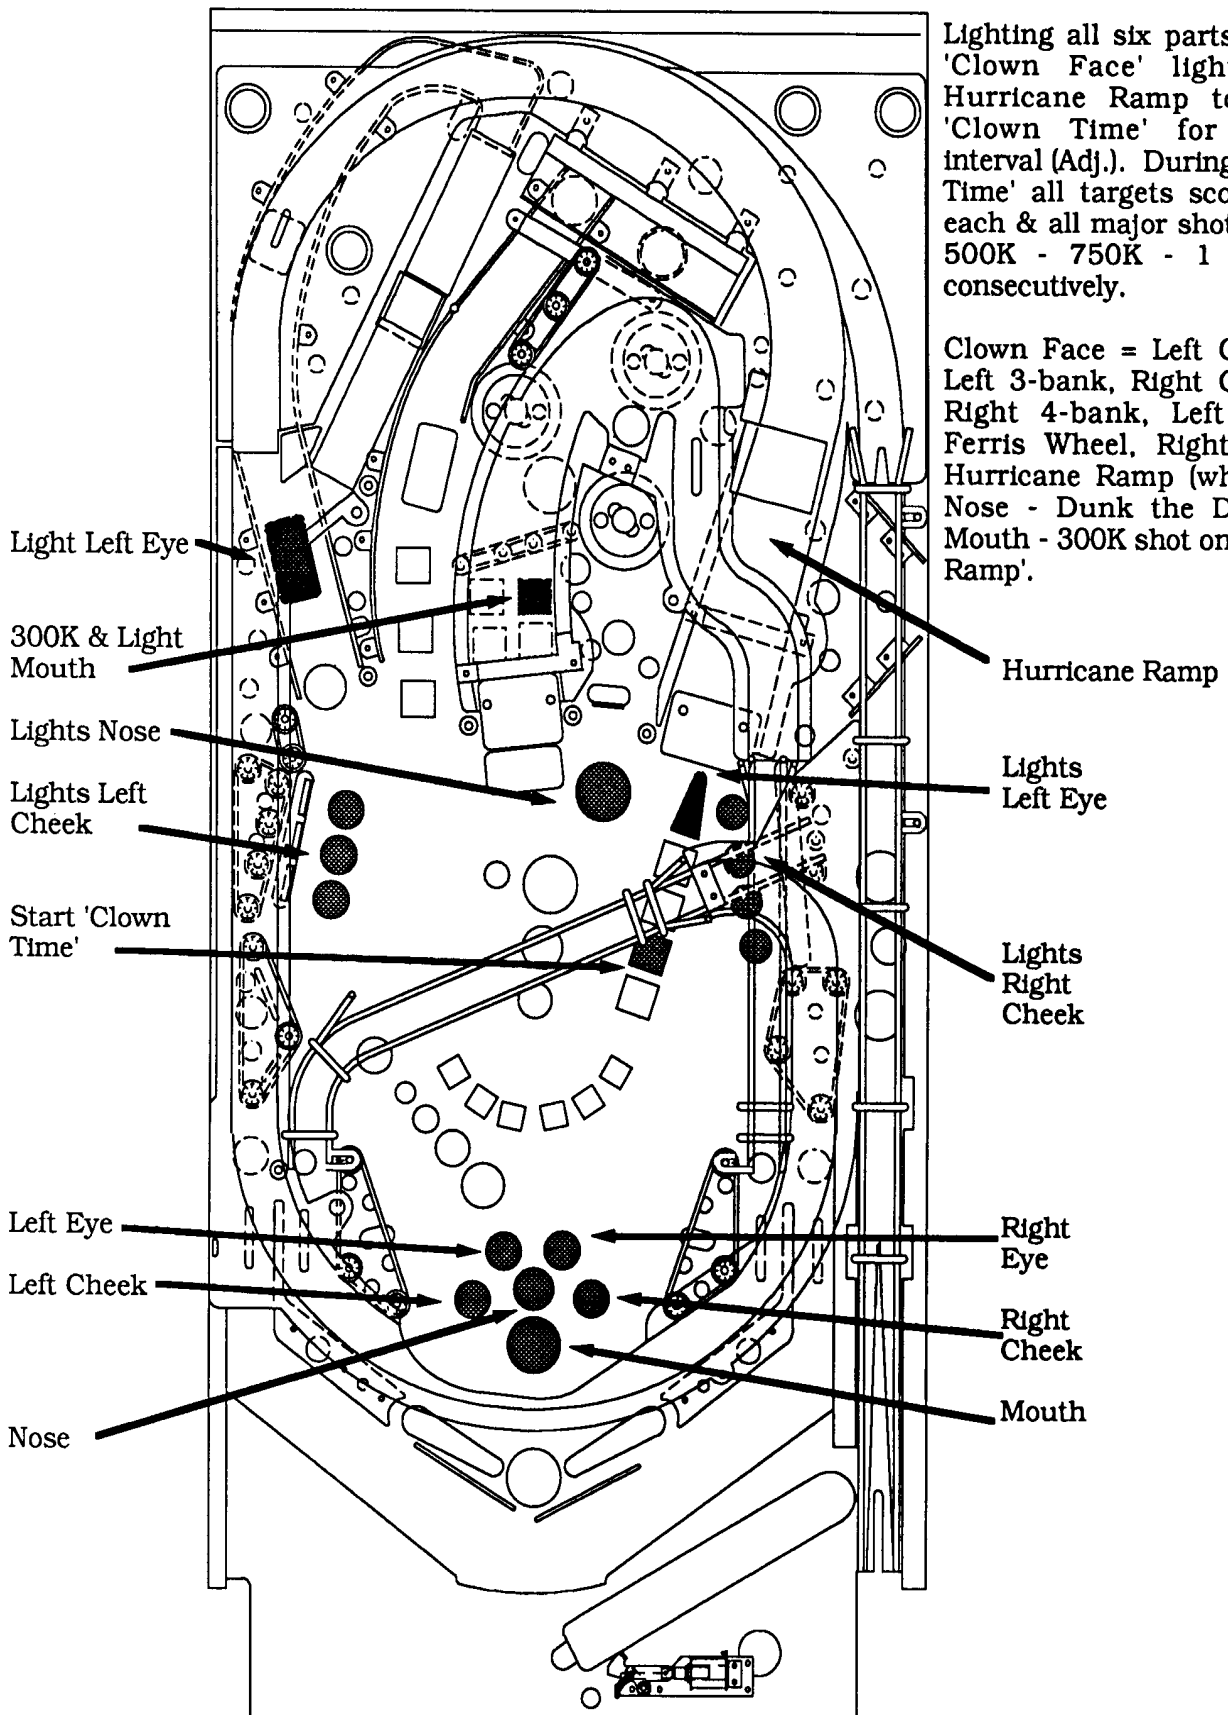 Lighting all six parts
'Clown Face' ligh
Hurricane Ramp to
'Clown Time' for
interval (Adj.). During
Time' all targets sco
each & all major shot
500K - 750K - 1
consecutively.
Clown Face = Left C
Left 3-bank, Right C
Right 4-bank, Left
Ferris Wheel, Right
Hurricane Ramp (wh
Nose - Dunk the D
Mouth - 300K shot on
Ramp'.
Light Left Eye
300K & Light
Mouth
Hurricane Ramp
Lights Nose
Lights
Left Eye
Lights Left
Cheek
Start 'Clown
Time'
Lights
Right
Cheek
Left Eye
Right
Eye
Left Cheek
Right
Cheek
Mouth
Nose